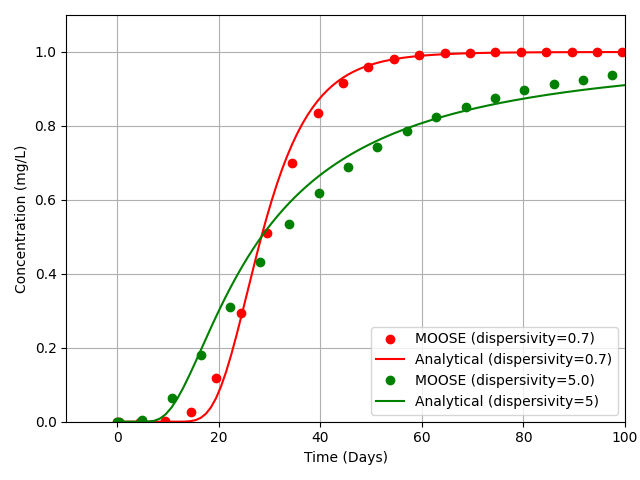 1.0
0.8
0.6
0.4
0.2
0.0
Concentration (mg/L)
MOOSE (dispersivity=0.7)
Analytical (dispersivity=0.7)
MOOSE (dispersivity=5.0)
Analytical (dispersivity=5)
0 20 40 60 80 100
Time (Days)